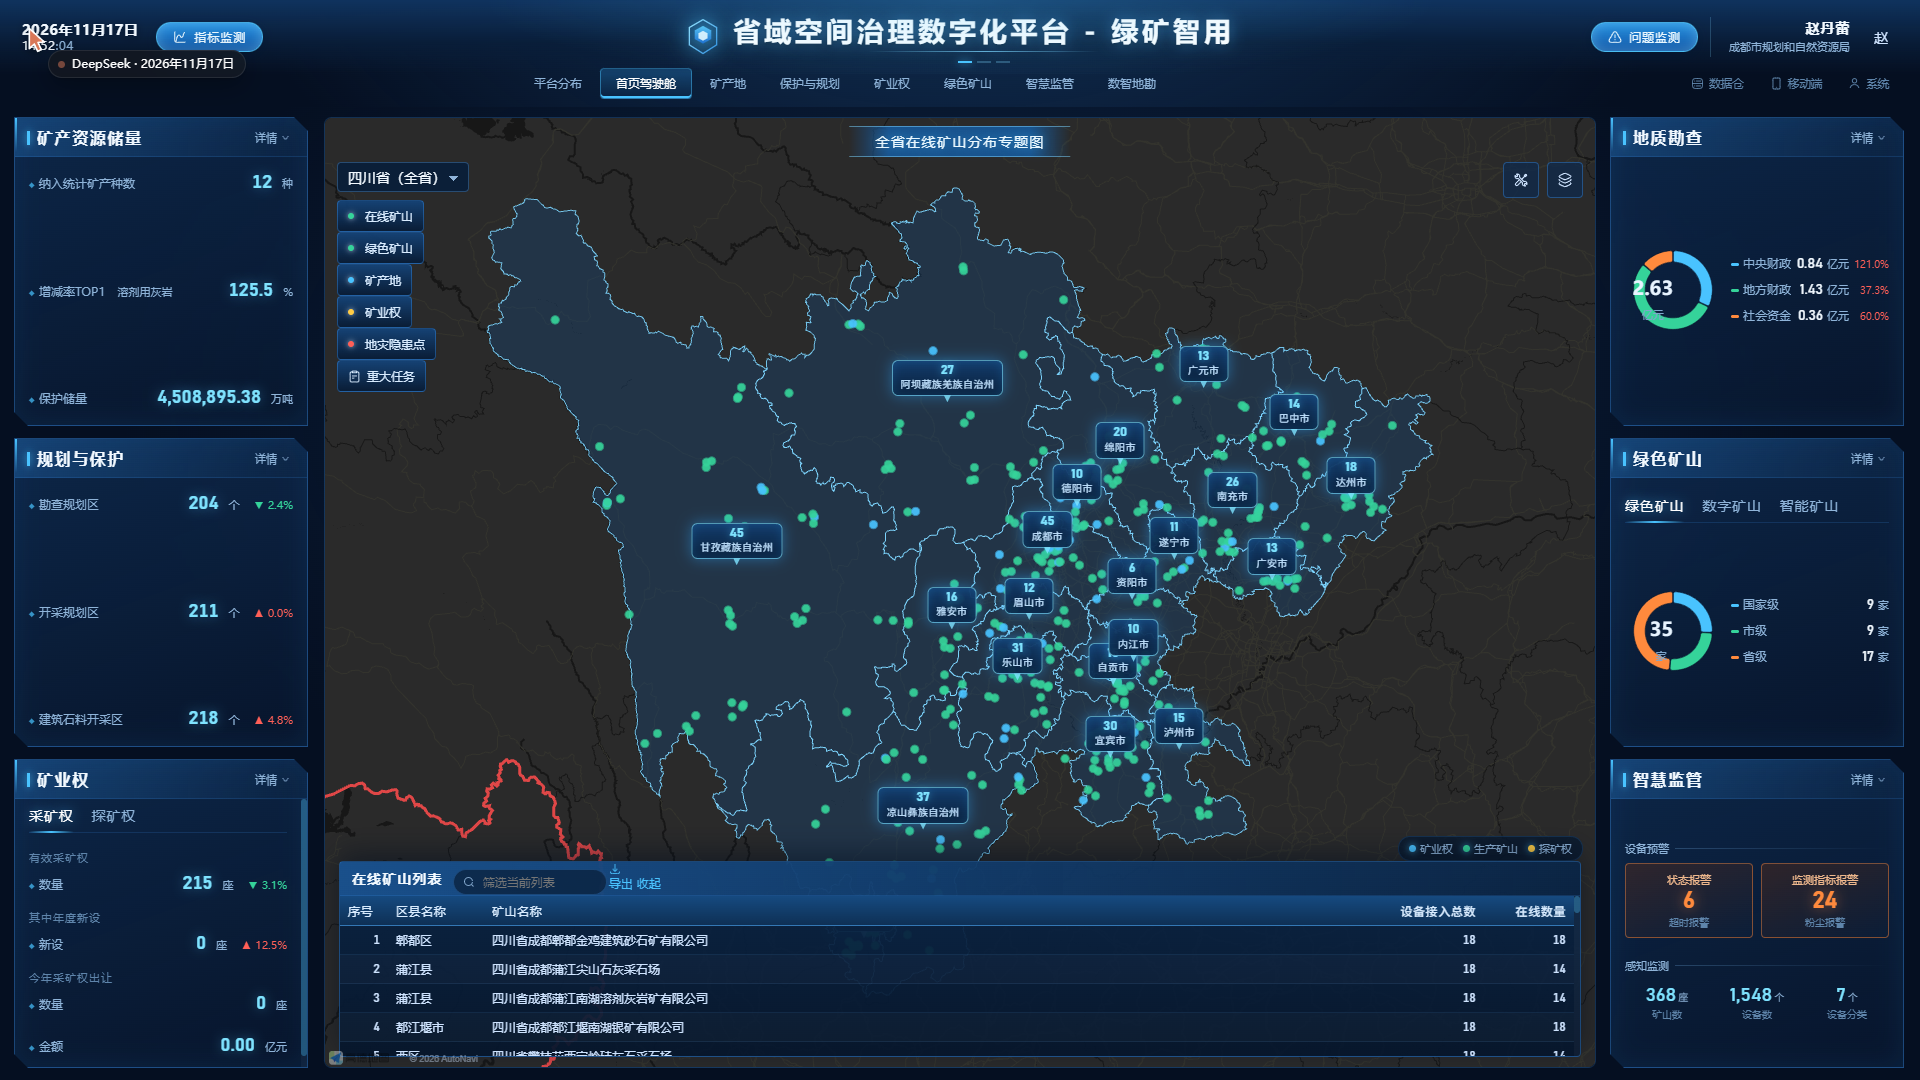 2026年11月17日
:52:04
指标监测
DeepSeek · 2026年11月17日
省域空间治理数字化平台 - 绿矿智用
问题监测
赵丹蕾
成都市规划和自然资源局
赵
平台分布
首页驾驶舱
矿产地
保护与规划
矿业权
绿色矿山
智慧监管
数智地勘
数据仓
移动端
系统
矿产资源储量
详情
纳入统计矿产种数 12 种
增减率TOP1 溶剂用灰岩 125.5 %
保护储量 4,508,895.38 万吨
规划与保护
详情
勘查规划区 204 个 ▼ 2.4%
开采规划区 211 个 ▲ 0.0%
建筑石料开采区 218 个 ▲ 4.8%
矿业权
详情
采矿权 探矿权
有效采矿权
数量 215 座 ▼ 3.1%
其中年度新设
新设 0 座 ▲ 12.5%
今年采矿权出让
数量 0 座
金额 0.00 亿元
全省在线矿山分布专题图
四川省（全省）
在线矿山
绿色矿山
矿产地
矿业权
地灾隐患点
重大任务
27
阿坝藏族羌族自治州
13
广元市
14
巴中市
20
绵阳市
10
德阳市
18
达州市
26
南充市
45
成都市
11
遂宁市
45
甘孜藏族自治州
13
广安市
6
资阳市
12
眉山市
16
雅安市
10
内江市
31
乐山市
自贡市
15
泸州市
30
宜宾市
37
凉山彝族自治州
矿业权 生产矿山 探矿权
在线矿山列表
筛选当前列表
导出 收起
序号 区县名称 矿山名称 设备接入总数 在线数量
1 郫都区 四川省成都郫都金鸡建筑砂石矿有限公司 18 18
2 蒲江县 四川省成都蒲江尖山石灰采石场 18 14
3 蒲江县 四川省成都蒲江南湖溶剂灰岩矿有限公司 18 14
4 都江堰市 四川省成都都江堰南湖银矿有限公司 18 18
5 西区 18 14
© 2026 AutoNavi
地质勘查
详情
2.63
亿元
中央财政 0.84 亿元 121.0%
地方财政 1.43 亿元 37.3%
社会资金 0.36 亿元 60.0%
绿色矿山
详情
绿色矿山 数字矿山 智能矿山
35
家
国家级 9 家
市级 9 家
省级 17 家
智慧监管
详情
设备预警
状态报警
6
超时报警
监测指标报警
24
粉尘报警
感知监测
368 座
矿山数
1,548 个
设备数
7 个
设备分类